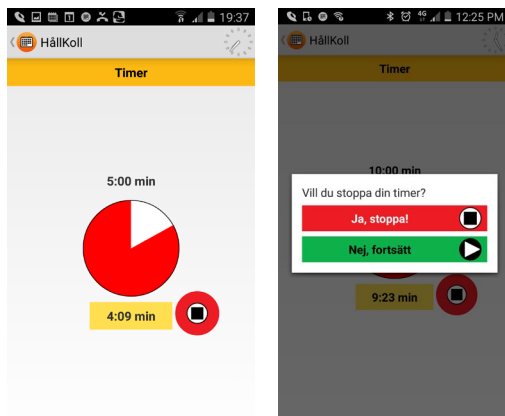 19:37
HållKoll
Timer
5:00 min
4:09 min
4G
12:25 PM
HållKoll
Timer
10:00 min
Vill du stoppa din timer?
Ja, stoppa!
Nej, fortsätt
9:23 min